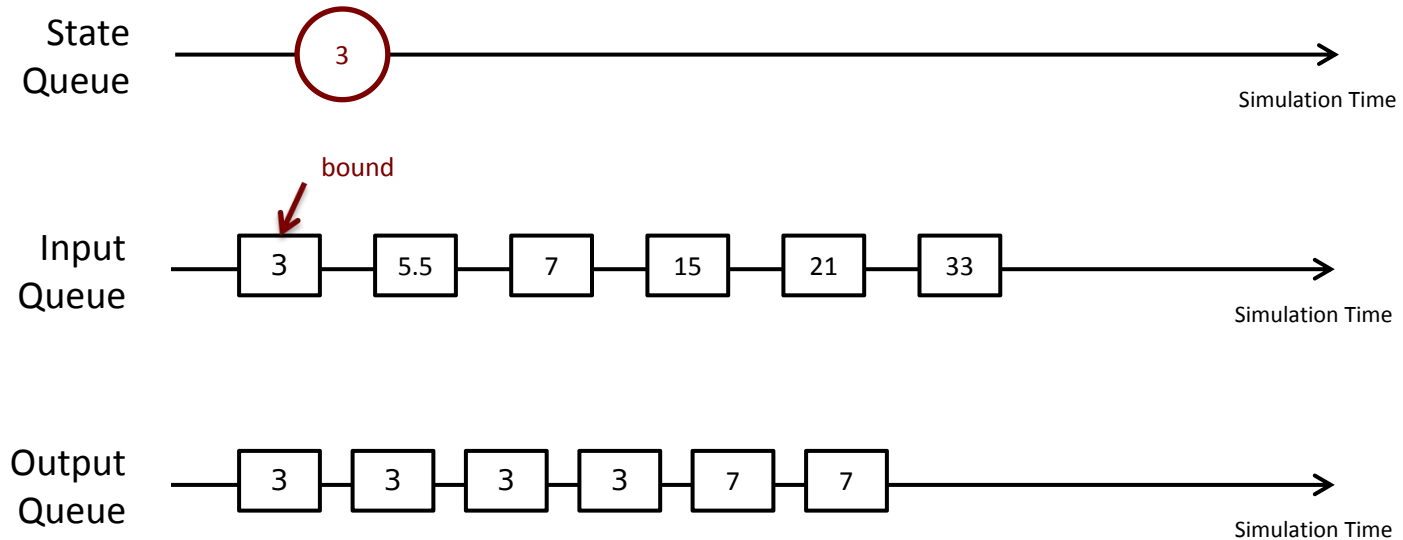 State
Queue
3
Simulation Time
bound
Input
Queue
3 5.5 7 15 21 33
Simulation Time
Output
Queue
3 3 3 3 7 7
Simulation Time